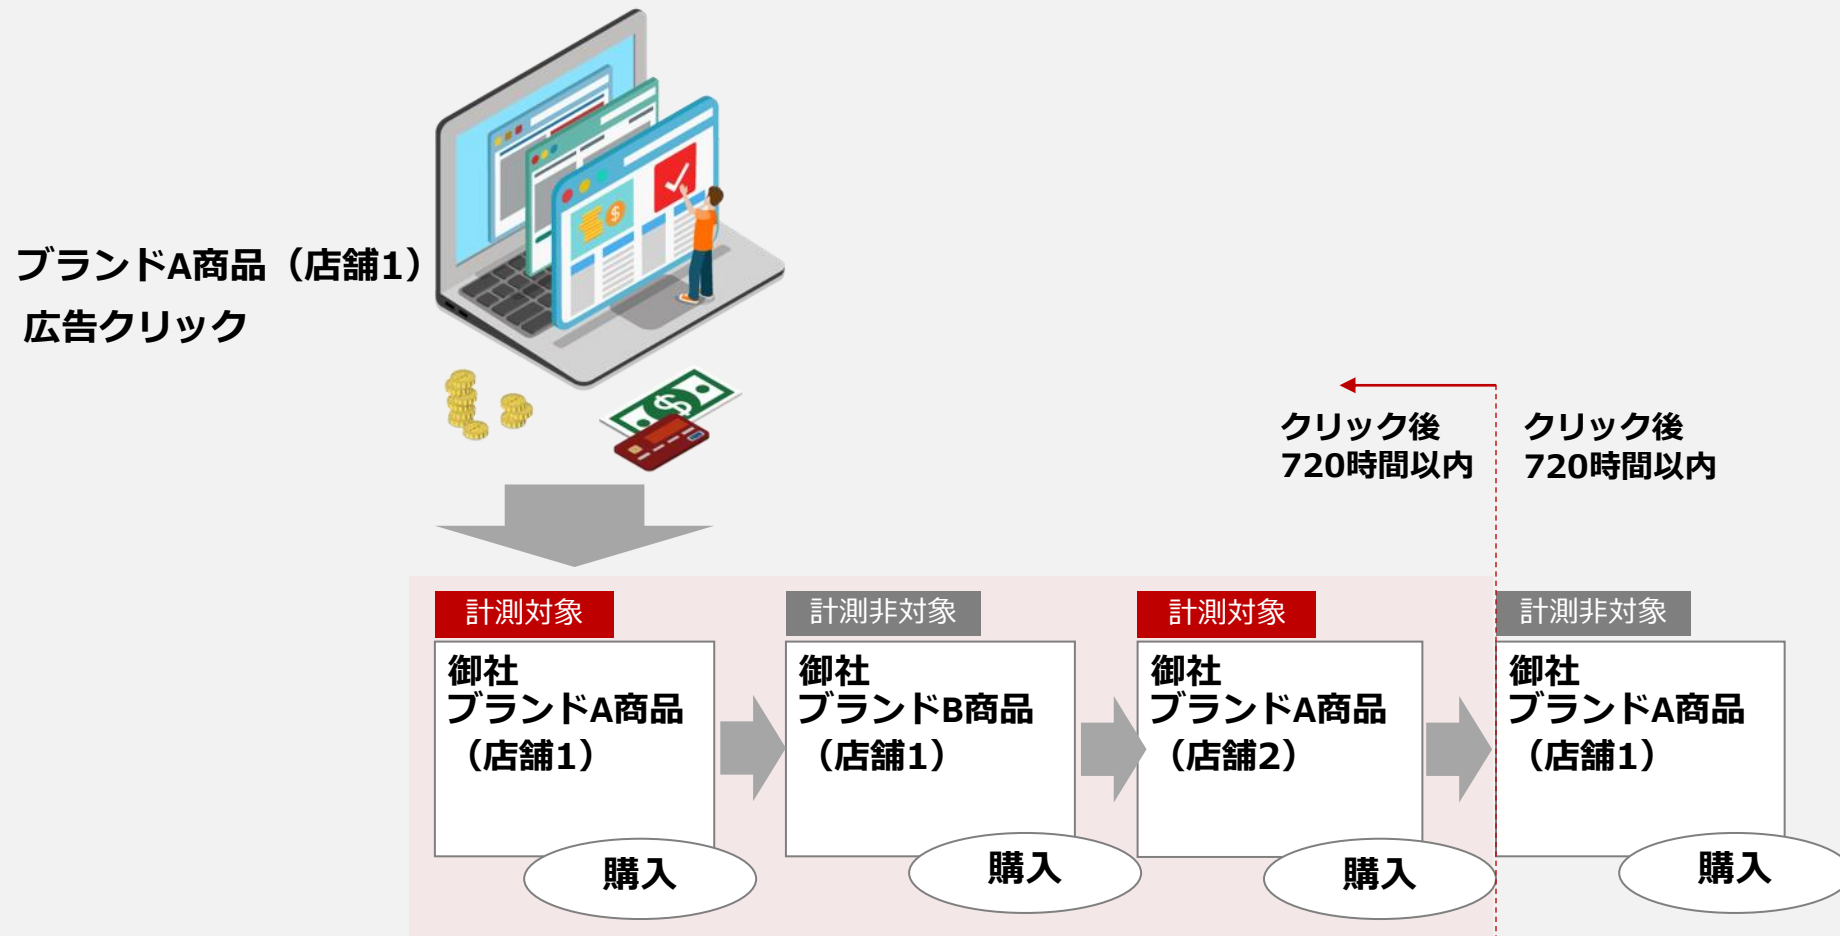 ブランドA商品（店舗1）
広告クリック
クリック後
720時間以内
クリック後
720時間以内
計測対象
御社
ブランドA商品
（店舗1）
購入
計測非対象
御社
ブランドB商品
（店舗1）
購入
計測対象
御社
ブランドA商品
（店舗2）
購入
計測非対象
御社
ブランドA商品
（店舗1）
購入